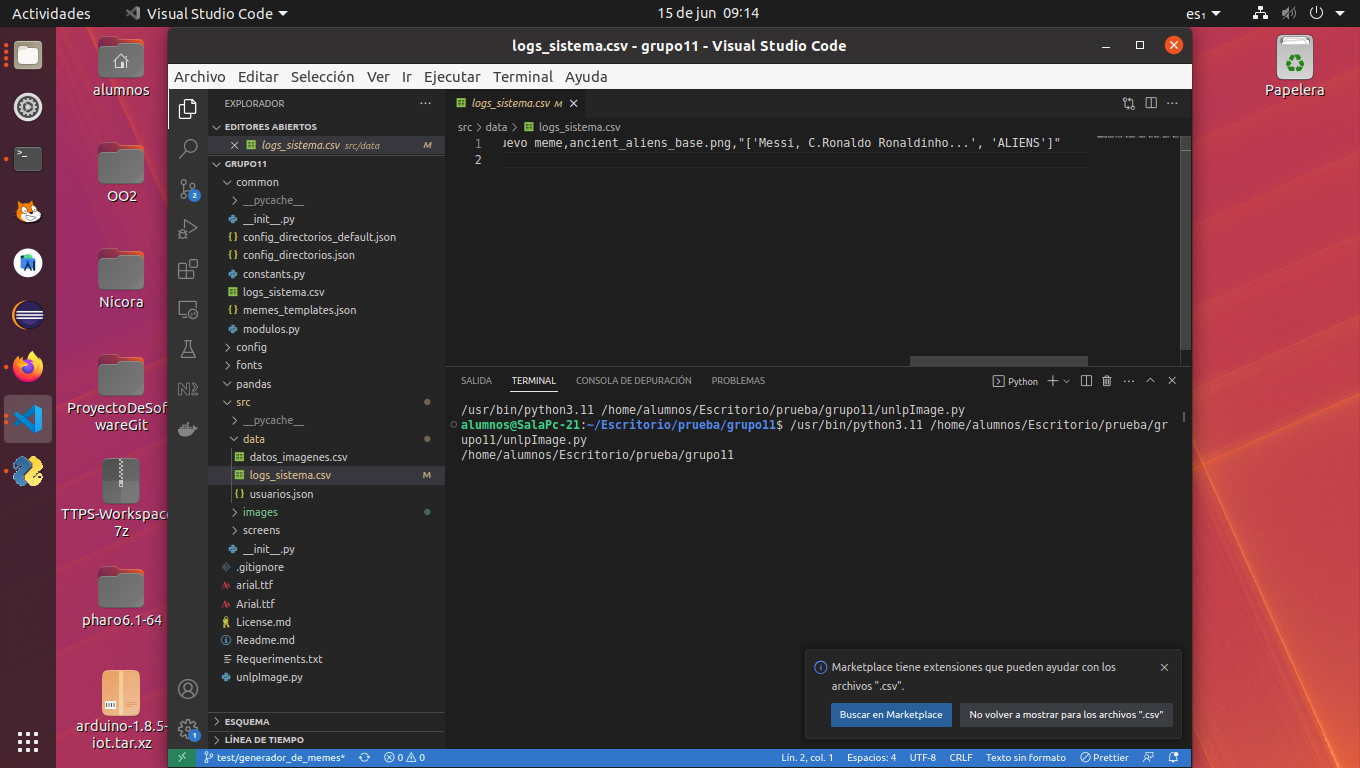 Actividades
Visual Studio Code
15 de jun 09:14
es₁
logs_sistema.csv - grupo11 - Visual Studio Code
Archivo Editar Selección Ver Ir Ejecutar Terminal Ayuda
alumnos
OO2
Nicora
ProyectoDeSof
wareGit
TTPS-Workspac
7z
pharo6.1-64
arduino-1.8.5-
iot.tar.xz
Papelera
EXPLORADOR
EDITORES ABIERTOS
logs_sistema.csv src/data M
GRUPO11
common
__pycache__
__init__.py
config_directorios_default.json
config_directorios.json
constants.py
logs_sistema.csv
memes_templates.json
modulos.py
config
fonts
pandas
src
__pycache__
data
datos_imagenes.csv
logs_sistema.csv M
usuarios.json
images
screens
__init__.py
.gitignore
arial.ttf
Arial.ttf
License.md
Readme.md
Requeriments.txt
unlpImage.py
ESQUEMA
LÍNEA DE TIEMPO
2
1
logs_sistema.csv M
src > data > logs_sistema.csv
1 uevo meme,ancient_aliens_base.png,"['Messi, C.Ronaldo Ronaldinho...', 'ALIENS']"
2
SALIDA TERMINAL CONSOLA DE DEPURACIÓN PROBLEMAS
Python
/usr/bin/python3.11 /home/alumnos/Escritorio/prueba/grupo11/unlpImage.py
alumnos@SalaPc-21:~/Escritorio/prueba/grupo11$ /usr/bin/python3.11 /home/alumnos/Escritorio/prueba/gr
upo11/unlpImage.py
/home/alumnos/Escritorio/prueba/grupo11
Marketplace tiene extensiones que pueden ayudar con los
archivos ".csv".
Buscar en Marketplace
No volver a mostrar para los archivos ".csv"
test/generador_de_memes* 0 0 Lín. 2, col. 1 Espacios: 4 UTF-8 CRLF Texto sin formato Prettier